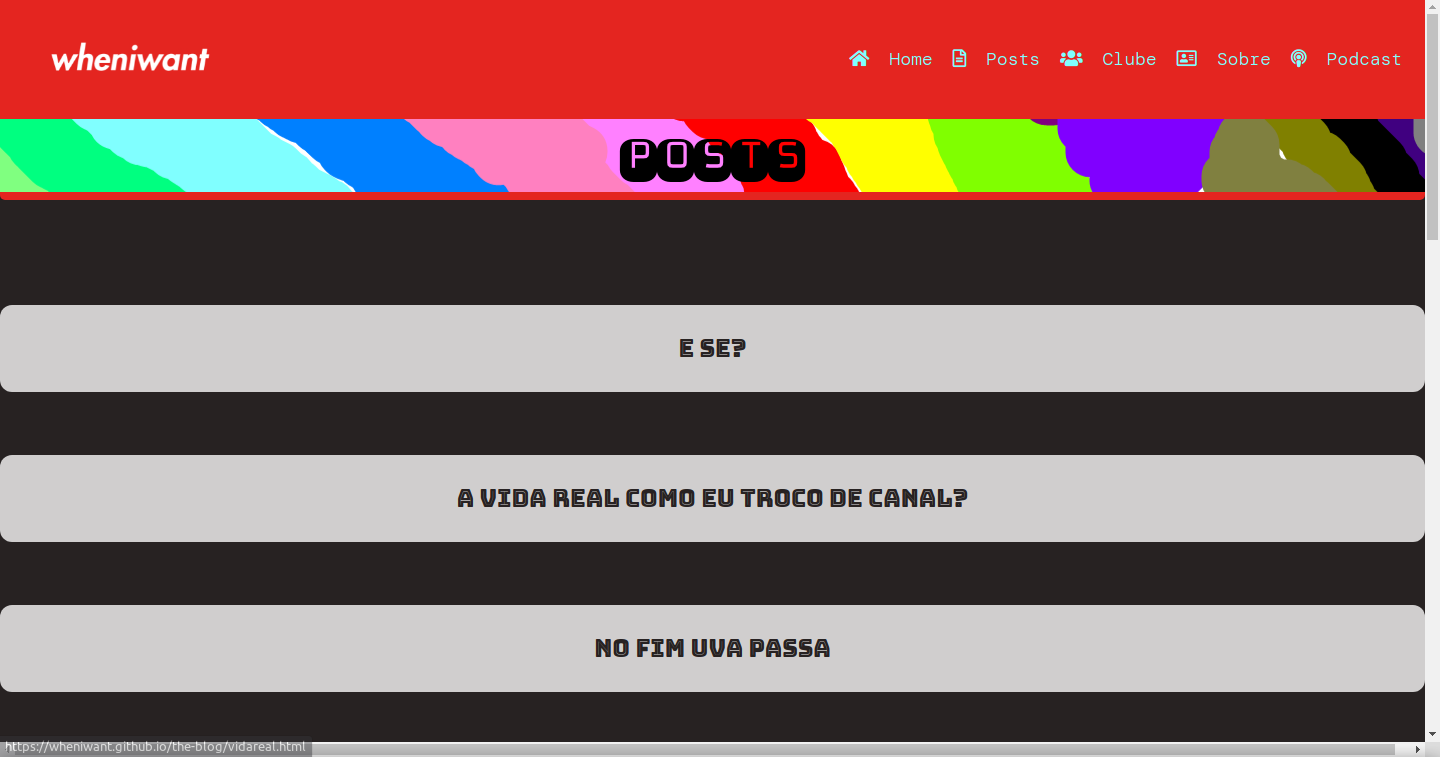 wheniwant
Home Posts Clube Sobre Podcast
POSTS
E SE?
A VIDA REAL COMO EU TROCO DE CANAL?
NO FIM UVA PASSA
https://wheniwant.github.io/the-blog/vidareal.html